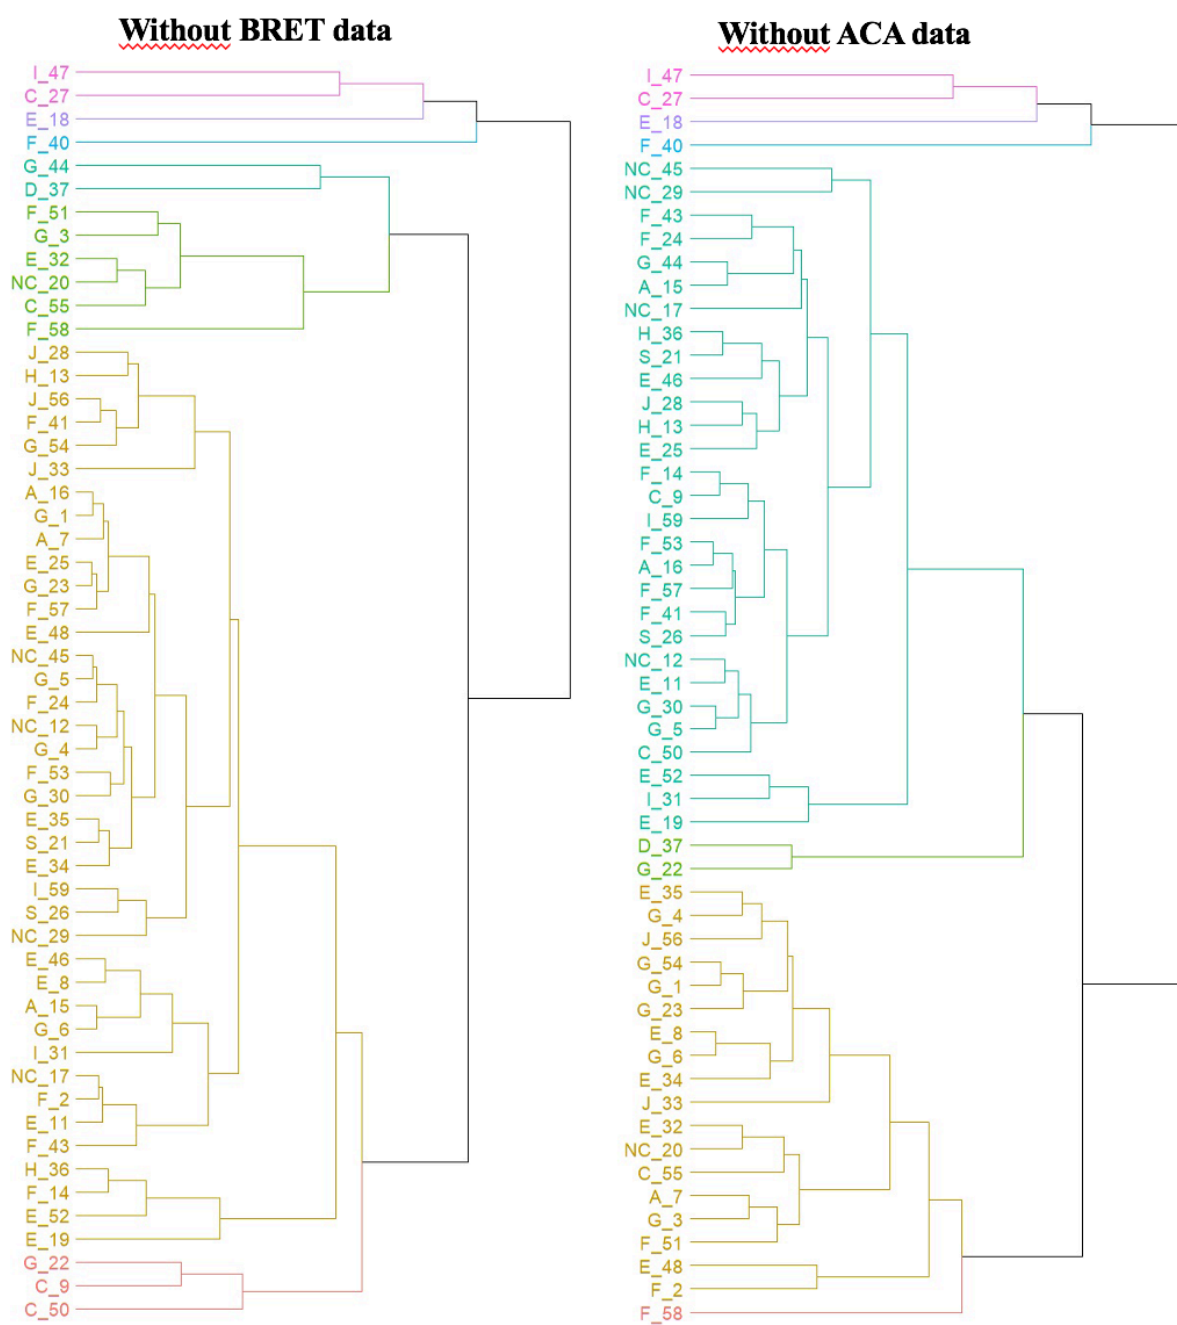 Without BRET data
I_47
C_27
E_18
F_40
G_44
D_37
F_51
G_3
E_32
NC_20
C_55
F_58
J_28
H_13
J_56
F_41
G_54
J_33
A_16
G_1
A_7
E_25
G_23
F_57
E_48
NC_45
G_5
F_24
NC_12
G_4
F_53
G_30
E_35
S_21
E_34
I_59
S_26
NC_29
E_46
E_8
A_15
G_6
I_31
NC_17
F_2
E_11
F_43
H_36
F_14
E_52
E_19
G_22
C_9
C_50
Without ACA data
I_47
C_27
E_18
F_40
NC_45
NC_29
F_43
F_24
G_44
A_15
NC_17
H_36
S_21
E_46
J_28
H_13
E_25
F_14
C_9
I_59
F_53
A_16
F_57
F_41
S_26
NC_12
E_11
G_30
G_5
C_50
E_52
I_31
E_19
D_37
G_22
E_35
G_4
J_56
G_54
G_1
G_23
E_8
G_6
E_34
J_33
E_32
NC_20
C_55
A_7
G_3
F_51
E_48
F_2
F_58